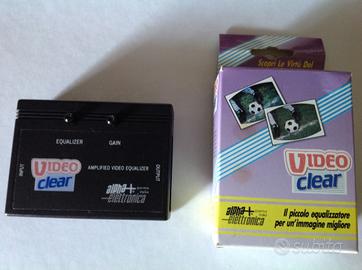 EQUALIZER GAIN
INPUT
OUTPUT
VIDEO
clear
AMPLIFIED VIDEO EQUALIZER
alpha+
elettronica
Scopri Le Virtù Del
VIDEO
clear
alpha+
elettronica
Il piccolo equalizzatore
per un'immagine migliore
subito